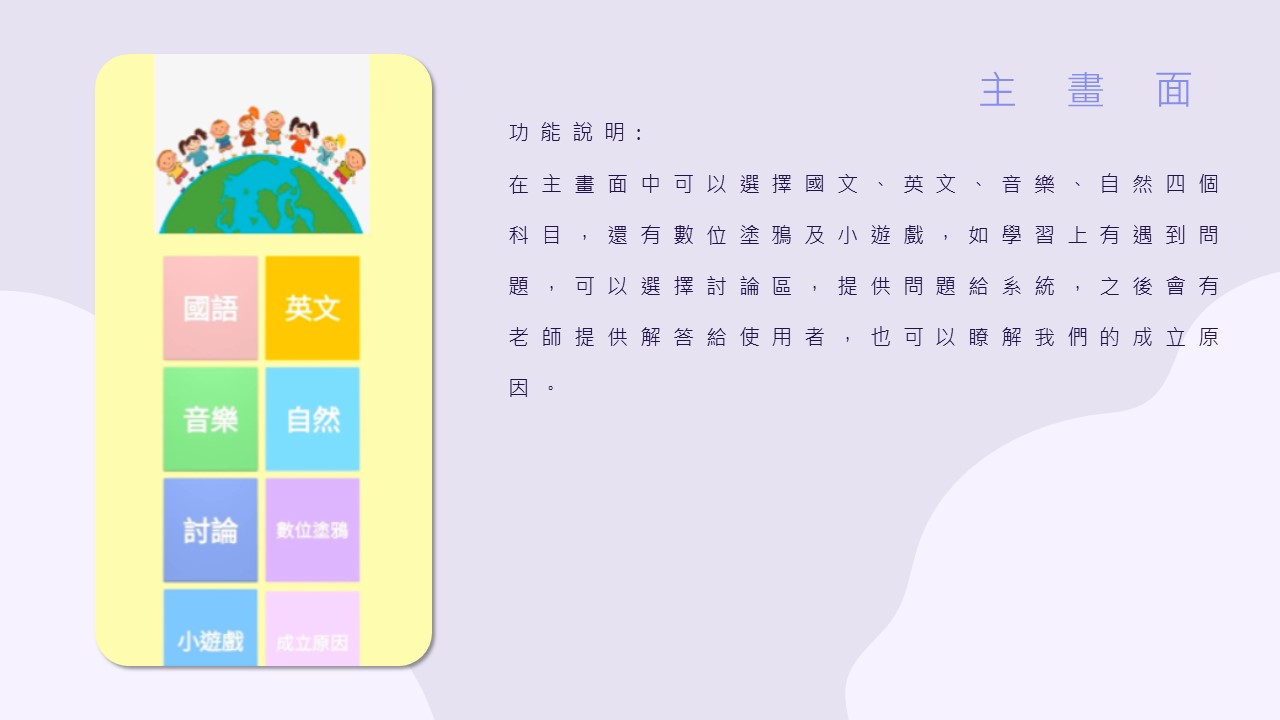 主畫面
功能說明:
在主畫面中可以選擇國文、英文、音樂、自然四個
科目，還有數位塗鴉及小遊戲，如學習上有遇到問
題，可以選擇討論區，提供問題給系統，之後會有
老師提供解答給使用者，也可以瞭解我們的成立原
因。
國語 英文
音樂 自然
討論 數位塗鴉
小遊戲 成立原因